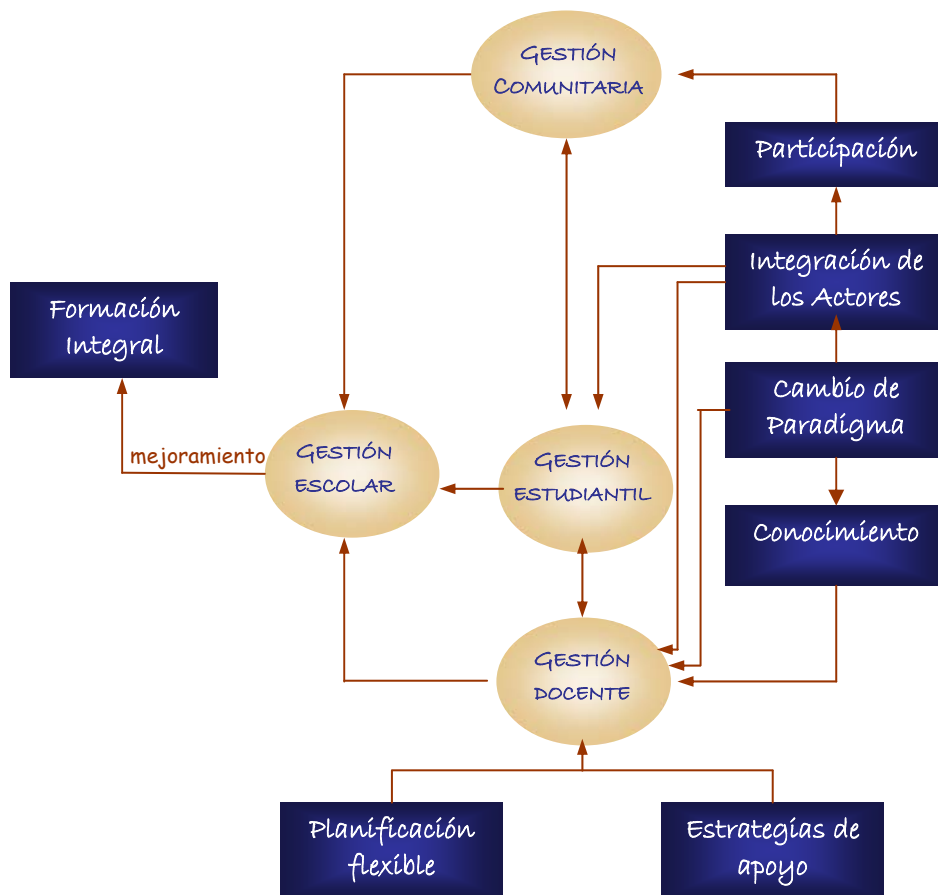 GESTIÓN
COMUNITARIA
Participación
Integración de
los Actores
Formación
Integral
Cambio de
Paradigma
mejoramiento
GESTIÓN
ESCOLAR
GESTIÓN
ESTUDIANTIL
Conocimiento
GESTIÓN
DOCENTE
Planificación
flexible
Estrategias de
apoyo